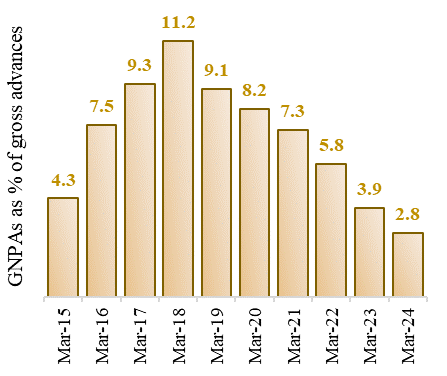 GNPAs as % of gross advances
4.3
7.5
9.3
11.2
9.1
8.2
7.3
5.8
3.9
2.8
Mar-15
Mar-16
Mar-17
Mar-18
Mar-19
Mar-20
Mar-21
Mar-22
Mar-23
Mar-24